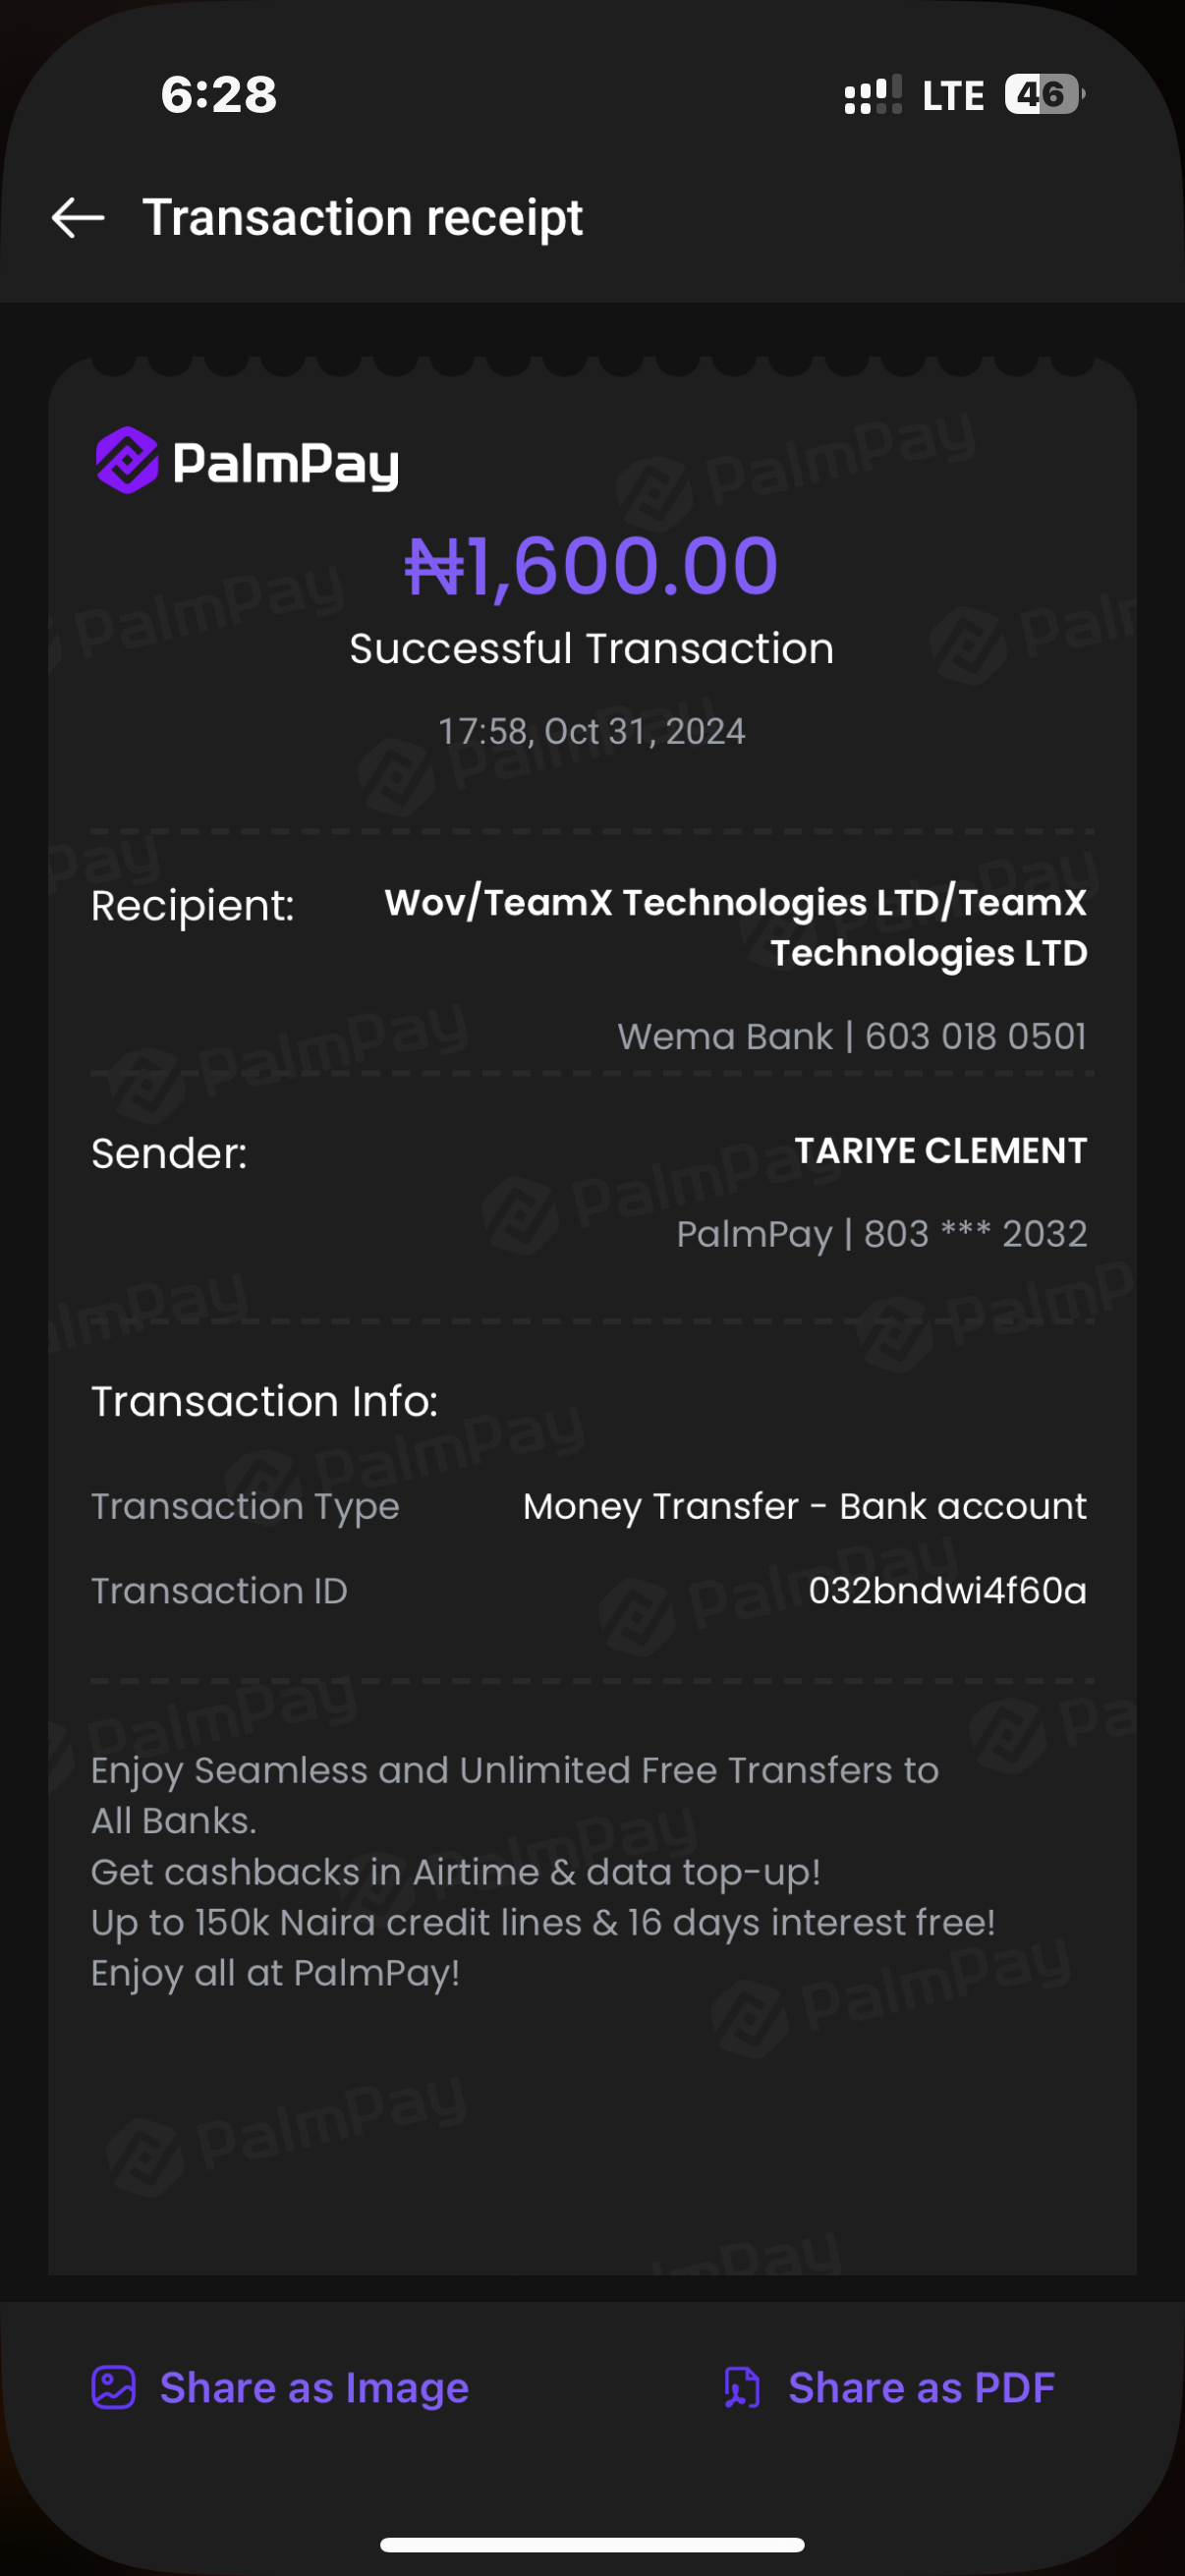 6:28
LTE 46
Transaction receipt
PalmPay
₦1,600.00
Successful Transaction
17:58, Oct 31, 2024
Recipient:
Wov/TeamX Technologies LTD/TeamX
Technologies LTD
Wema Bank | 603 018 0501
Sender:
TARIYE CLEMENT
PalmPay | 803 *** 2032
Transaction Info:
Transaction Type
Money Transfer - Bank account
Transaction ID
032bndwi4f60a
Enjoy Seamless and Unlimited Free Transfers to
All Banks.
Get cashbacks in Airtime & data top-up!
Up to 150k Naira credit lines & 16 days interest free!
Enjoy all at PalmPay!
Share as Image
Share as PDF